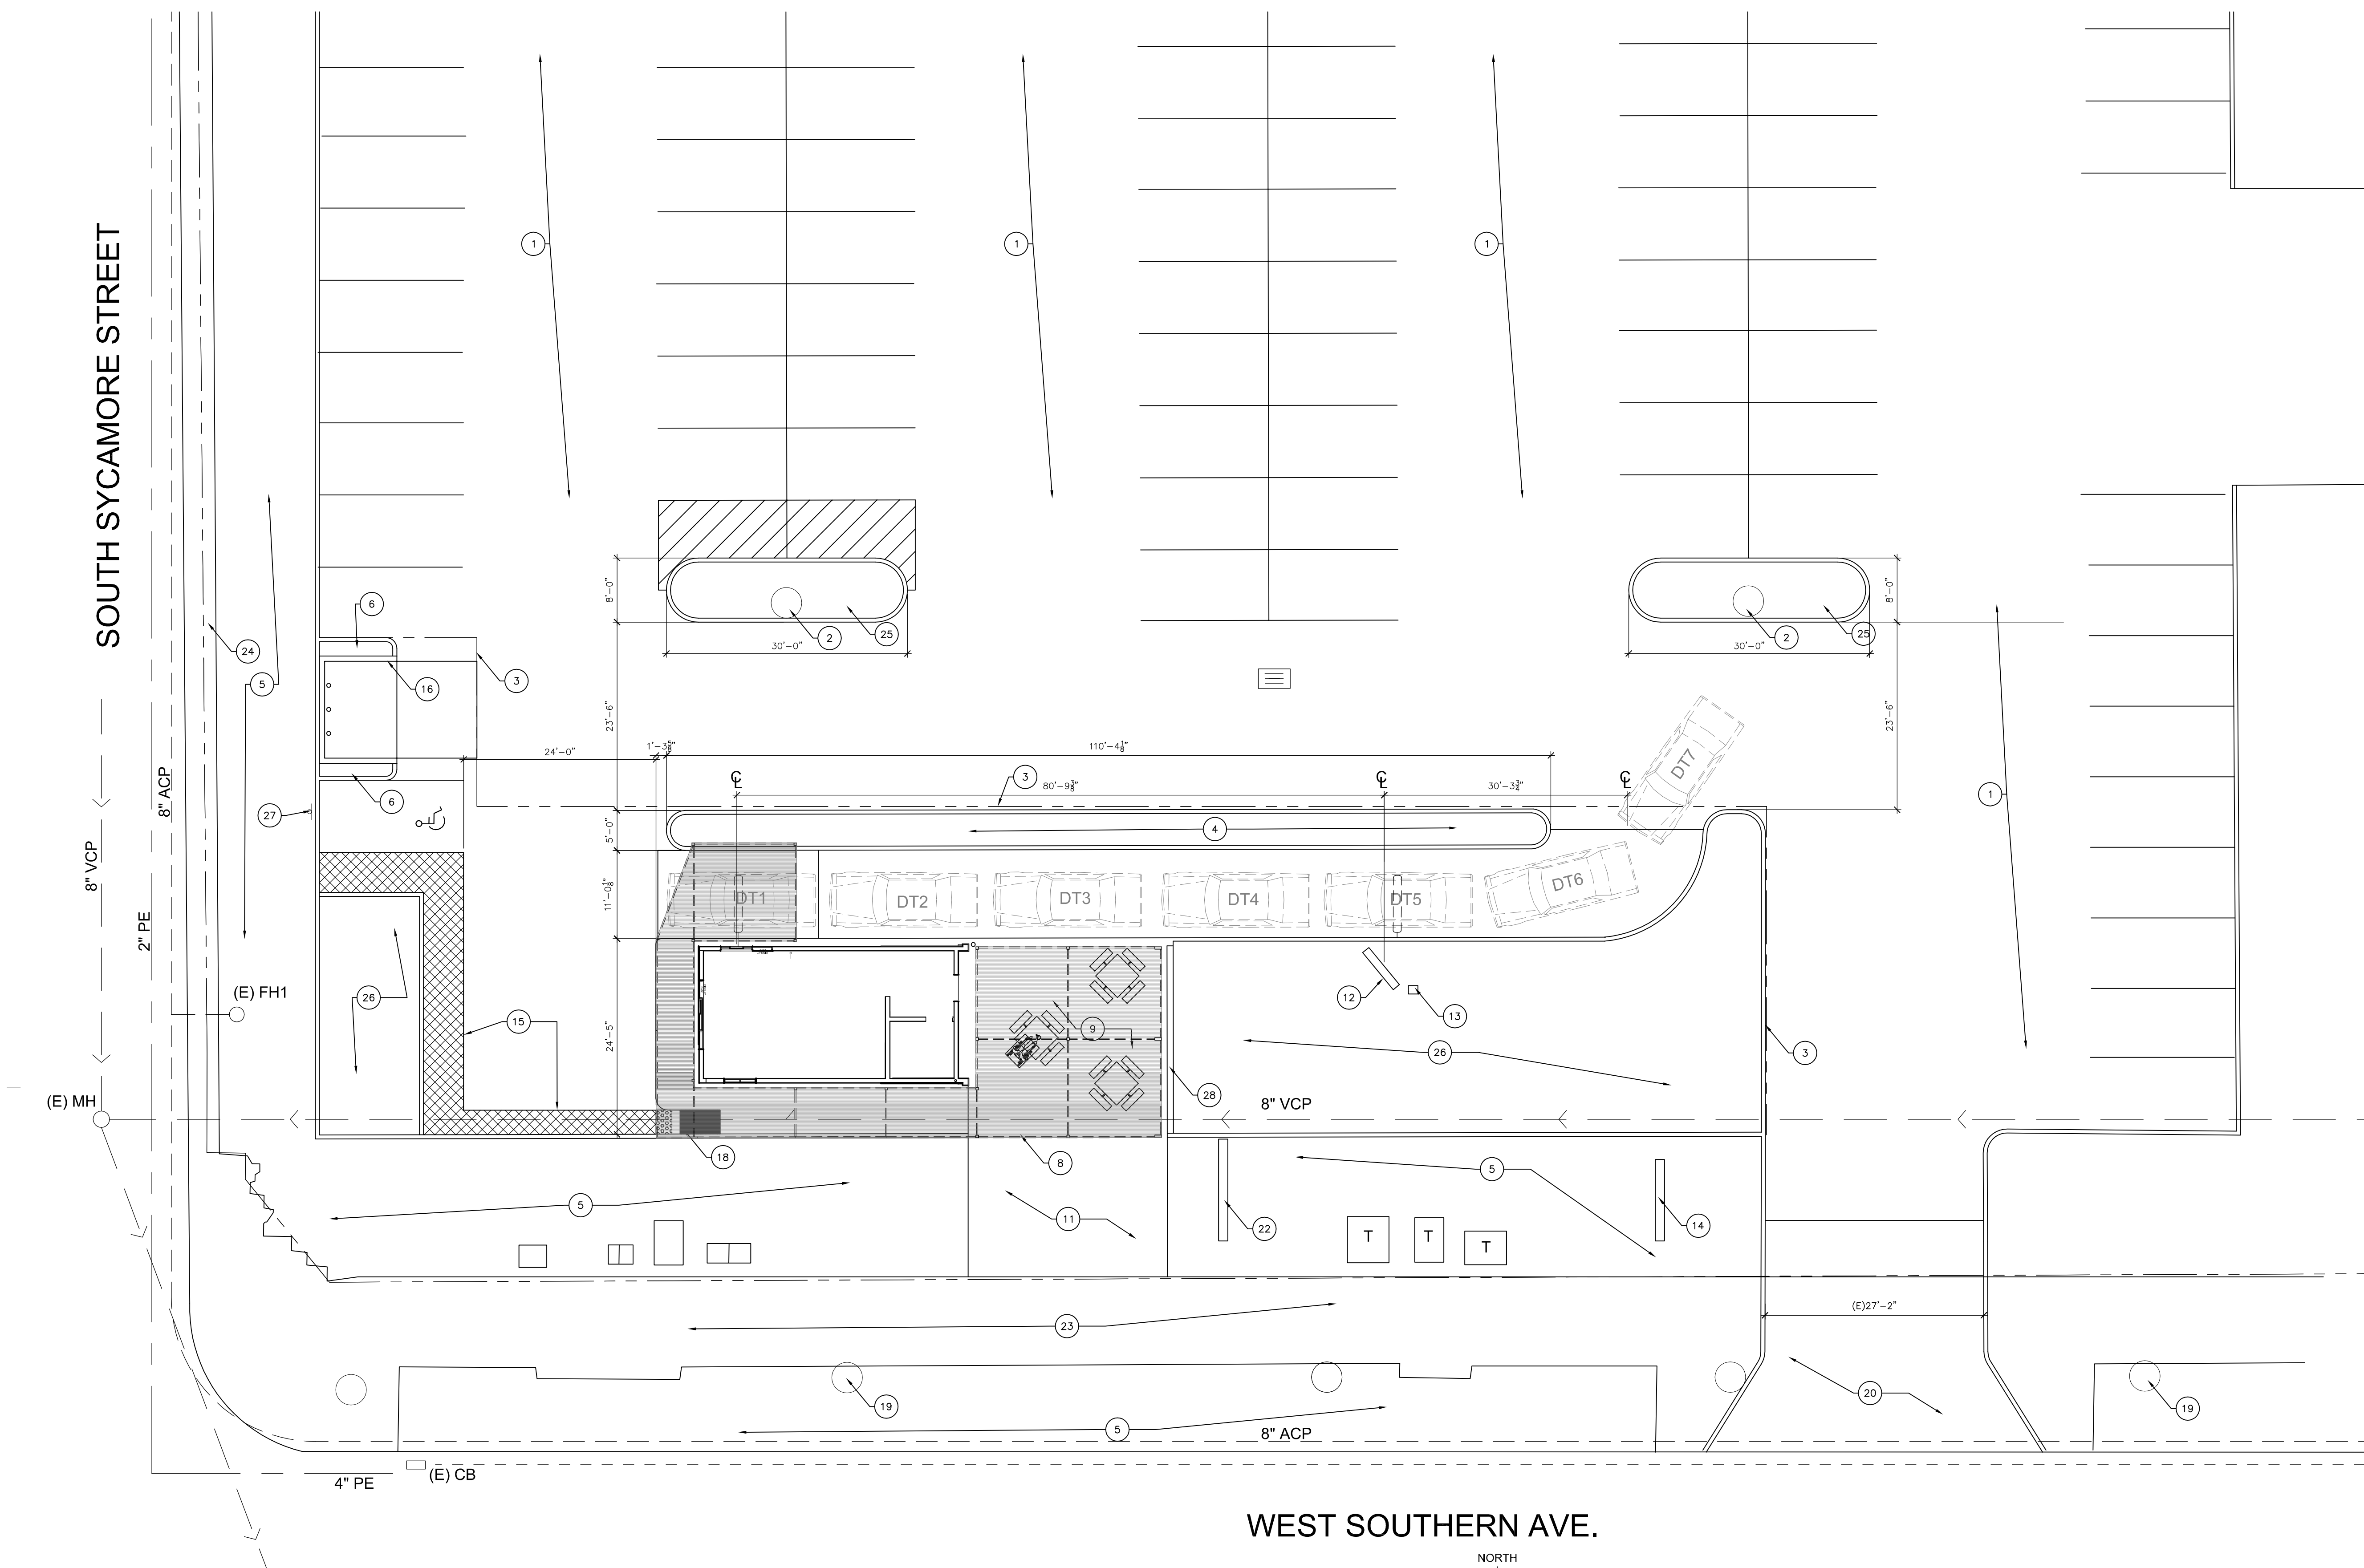 SOUTH SYCAMORE STREET
1
1
1
8'-0"
8'-0"
6
2
25
2
25
24
30'-0"
30'-0"
5
16
3
23'-6"
23'-6"
24'-0"
1'-3⅝"
110'-4⅛"
DT7
8" ACP
℄
℄
℄
3
80'-9⅜"
30'-3¾"
1
6
27
4
5'-0"
8" VCP
DT1
DT2
DT3
DT4
DT5
DT6
11'-0⅛"
2" PE
(E) FH1
26
12
13
15
9
24'-5"
26
3
28
(E) MH
8" VCP
18
8
5
5
11
22
14
T
T
T
(E)27'-2"
23
20
19
19
5
8" ACP
(E) CB
4" PE
WEST SOUTHERN AVE.
NORTH